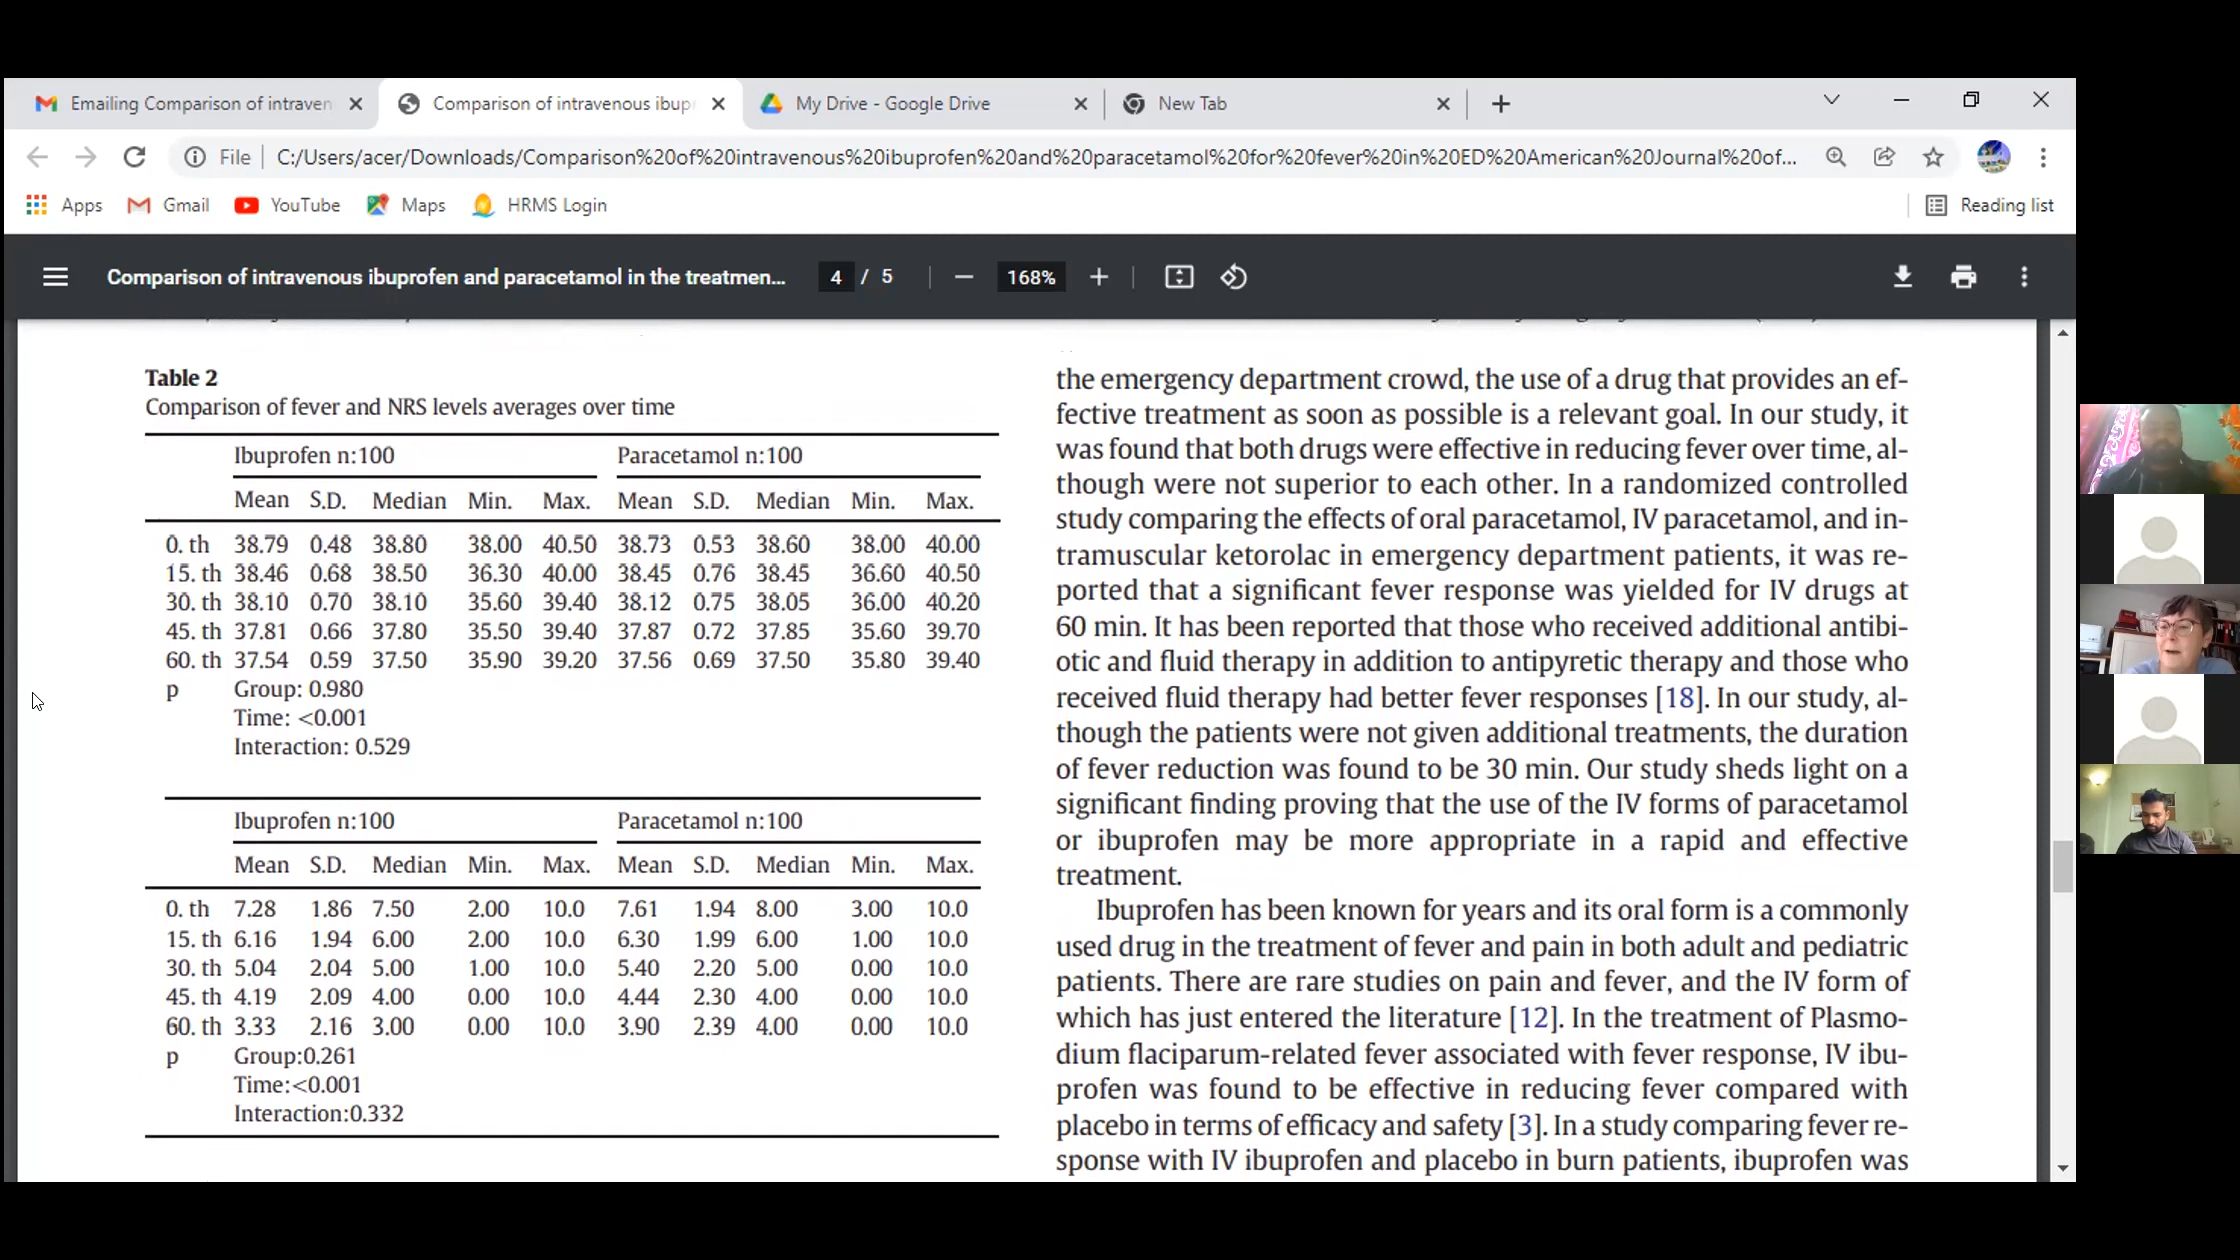 Emailing Comparison of intraven
Comparison of intravenous ibup
My Drive - Google Drive
New Tab
File
C:/Users/acer/Downloads/Comparison%20of%20intravenous%20ibuprofen%20and%20paracetamol%20for%20fever%20in%20ED%20American%20Journal%20of...
Apps
Gmail
YouTube
Maps
HRMS Login
Reading list
Comparison of intravenous ibuprofen and paracetamol in the treatmen...
4 / 5
168%
Table 2
Comparison of fever and NRS levels averages over time
Ibuprofen n:100 Paracetamol n:100
Mean S.D. Median Min. Max. Mean S.D. Median Min. Max.
0. th 38.79 0.48 38.80 38.00 40.50 38.73 0.53 38.60 38.00 40.00
15. th 38.46 0.68 38.50 36.30 40.00 38.45 0.76 38.45 36.60 40.50
30. th 38.10 0.70 38.10 35.60 39.40 38.12 0.75 38.05 36.00 40.20
45. th 37.81 0.66 37.80 35.50 39.40 37.87 0.72 37.85 35.60 39.70
60. th 37.54 0.59 37.50 35.90 39.20 37.56 0.69 37.50 35.80 39.40
p Group: 0.980
Time: <0.001
Interaction: 0.529
Ibuprofen n:100 Paracetamol n:100
Mean S.D. Median Min. Max. Mean S.D. Median Min. Max.
0. th 7.28 1.86 7.50 2.00 10.0 7.61 1.94 8.00 3.00 10.0
15. th 6.16 1.94 6.00 2.00 10.0 6.30 1.99 6.00 1.00 10.0
30. th 5.04 2.04 5.00 1.00 10.0 5.40 2.20 5.00 0.00 10.0
45. th 4.19 2.09 4.00 0.00 10.0 4.44 2.30 4.00 0.00 10.0
60. th 3.33 2.16 3.00 0.00 10.0 3.90 2.39 4.00 0.00 10.0
p Group:0.261
Time:<0.001
Interaction:0.332
the emergency department crowd, the use of a drug that provides an ef-
fective treatment as soon as possible is a relevant goal. In our study, it
was found that both drugs were effective in reducing fever over time, al-
though were not superior to each other. In a randomized controlled
study comparing the effects of oral paracetamol, IV paracetamol, and in-
tramuscular ketorolac in emergency department patients, it was re-
ported that a significant fever response was yielded for IV drugs at
60 min. It has been reported that those who received additional antibi-
otic and fluid therapy in addition to antipyretic therapy and those who
received fluid therapy had better fever responses [18]. In our study, al-
though the patients were not given additional treatments, the duration
of fever reduction was found to be 30 min. Our study sheds light on a
significant finding proving that the use of the IV forms of paracetamol
or ibuprofen may be more appropriate in a rapid and effective
treatment.
Ibuprofen has been known for years and its oral form is a commonly
used drug in the treatment of fever and pain in both adult and pediatric
patients. There are rare studies on pain and fever, and the IV form of
which has just entered the literature [12]. In the treatment of Plasmo-
dium flaciparum-related fever associated with fever response, IV ibu-
profen was found to be effective in reducing fever compared with
placebo in terms of efficacy and safety [3]. In a study comparing fever re-
sponse with IV ibuprofen and placebo in burn patients, ibuprofen was